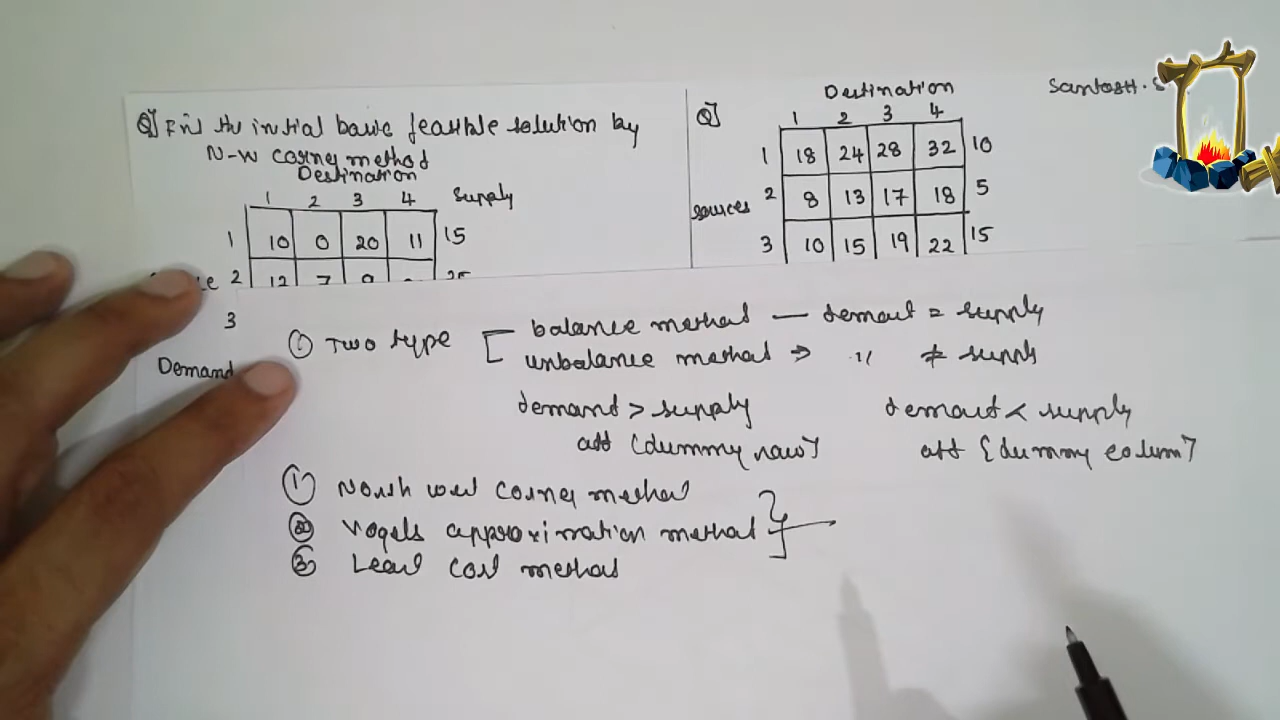 Q] Find the initial basic feasible solution by
N-W corner method
Destination
1 2 3 4 Supply
1 10 0 20 11 15
2 12 7 9
3
Demand
Q]
Destination
1 2 3 4
1 18 24 28 32 10
sources 2 8 13 17 18 5
3 10 15 19 22 15
Santosh. S
① Two type [ balance method — demand = supply
unbalance method ⇒ " ≠ supply
demand > supply demand < supply
add [dummy row] add {dummy column}
① North west corner method
② Vogels approximation method
③ Least cost method